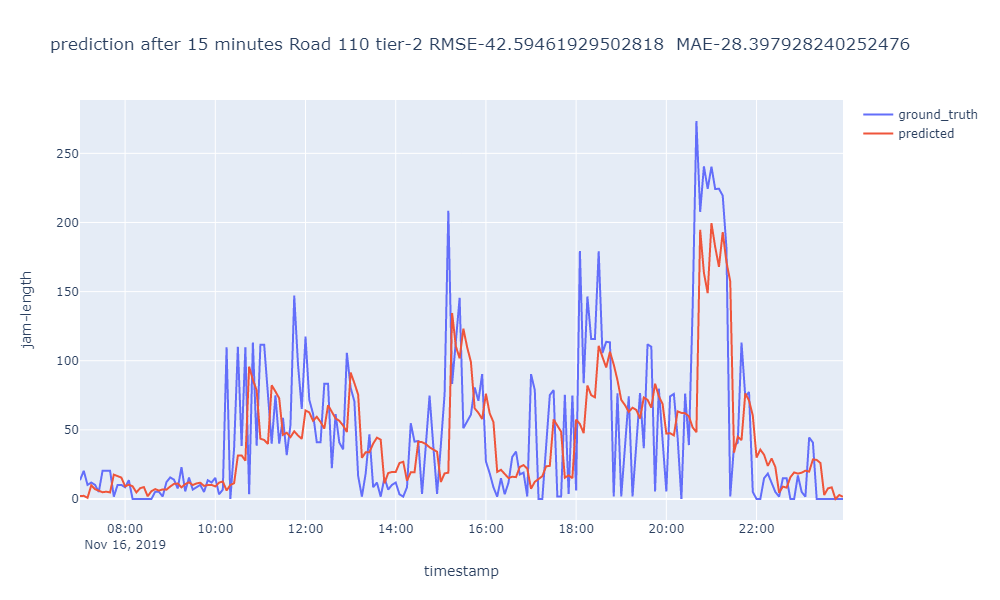 prediction after 15 minutes Road 110 tier-2 RMSE-42.59461929502818  MAE-28.397928240252476
ground_truth
predicted
jam-length
250
200
150
100
50
0
08:00
10:00
12:00
14:00
16:00
18:00
20:00
22:00
Nov 16, 2019
timestamp